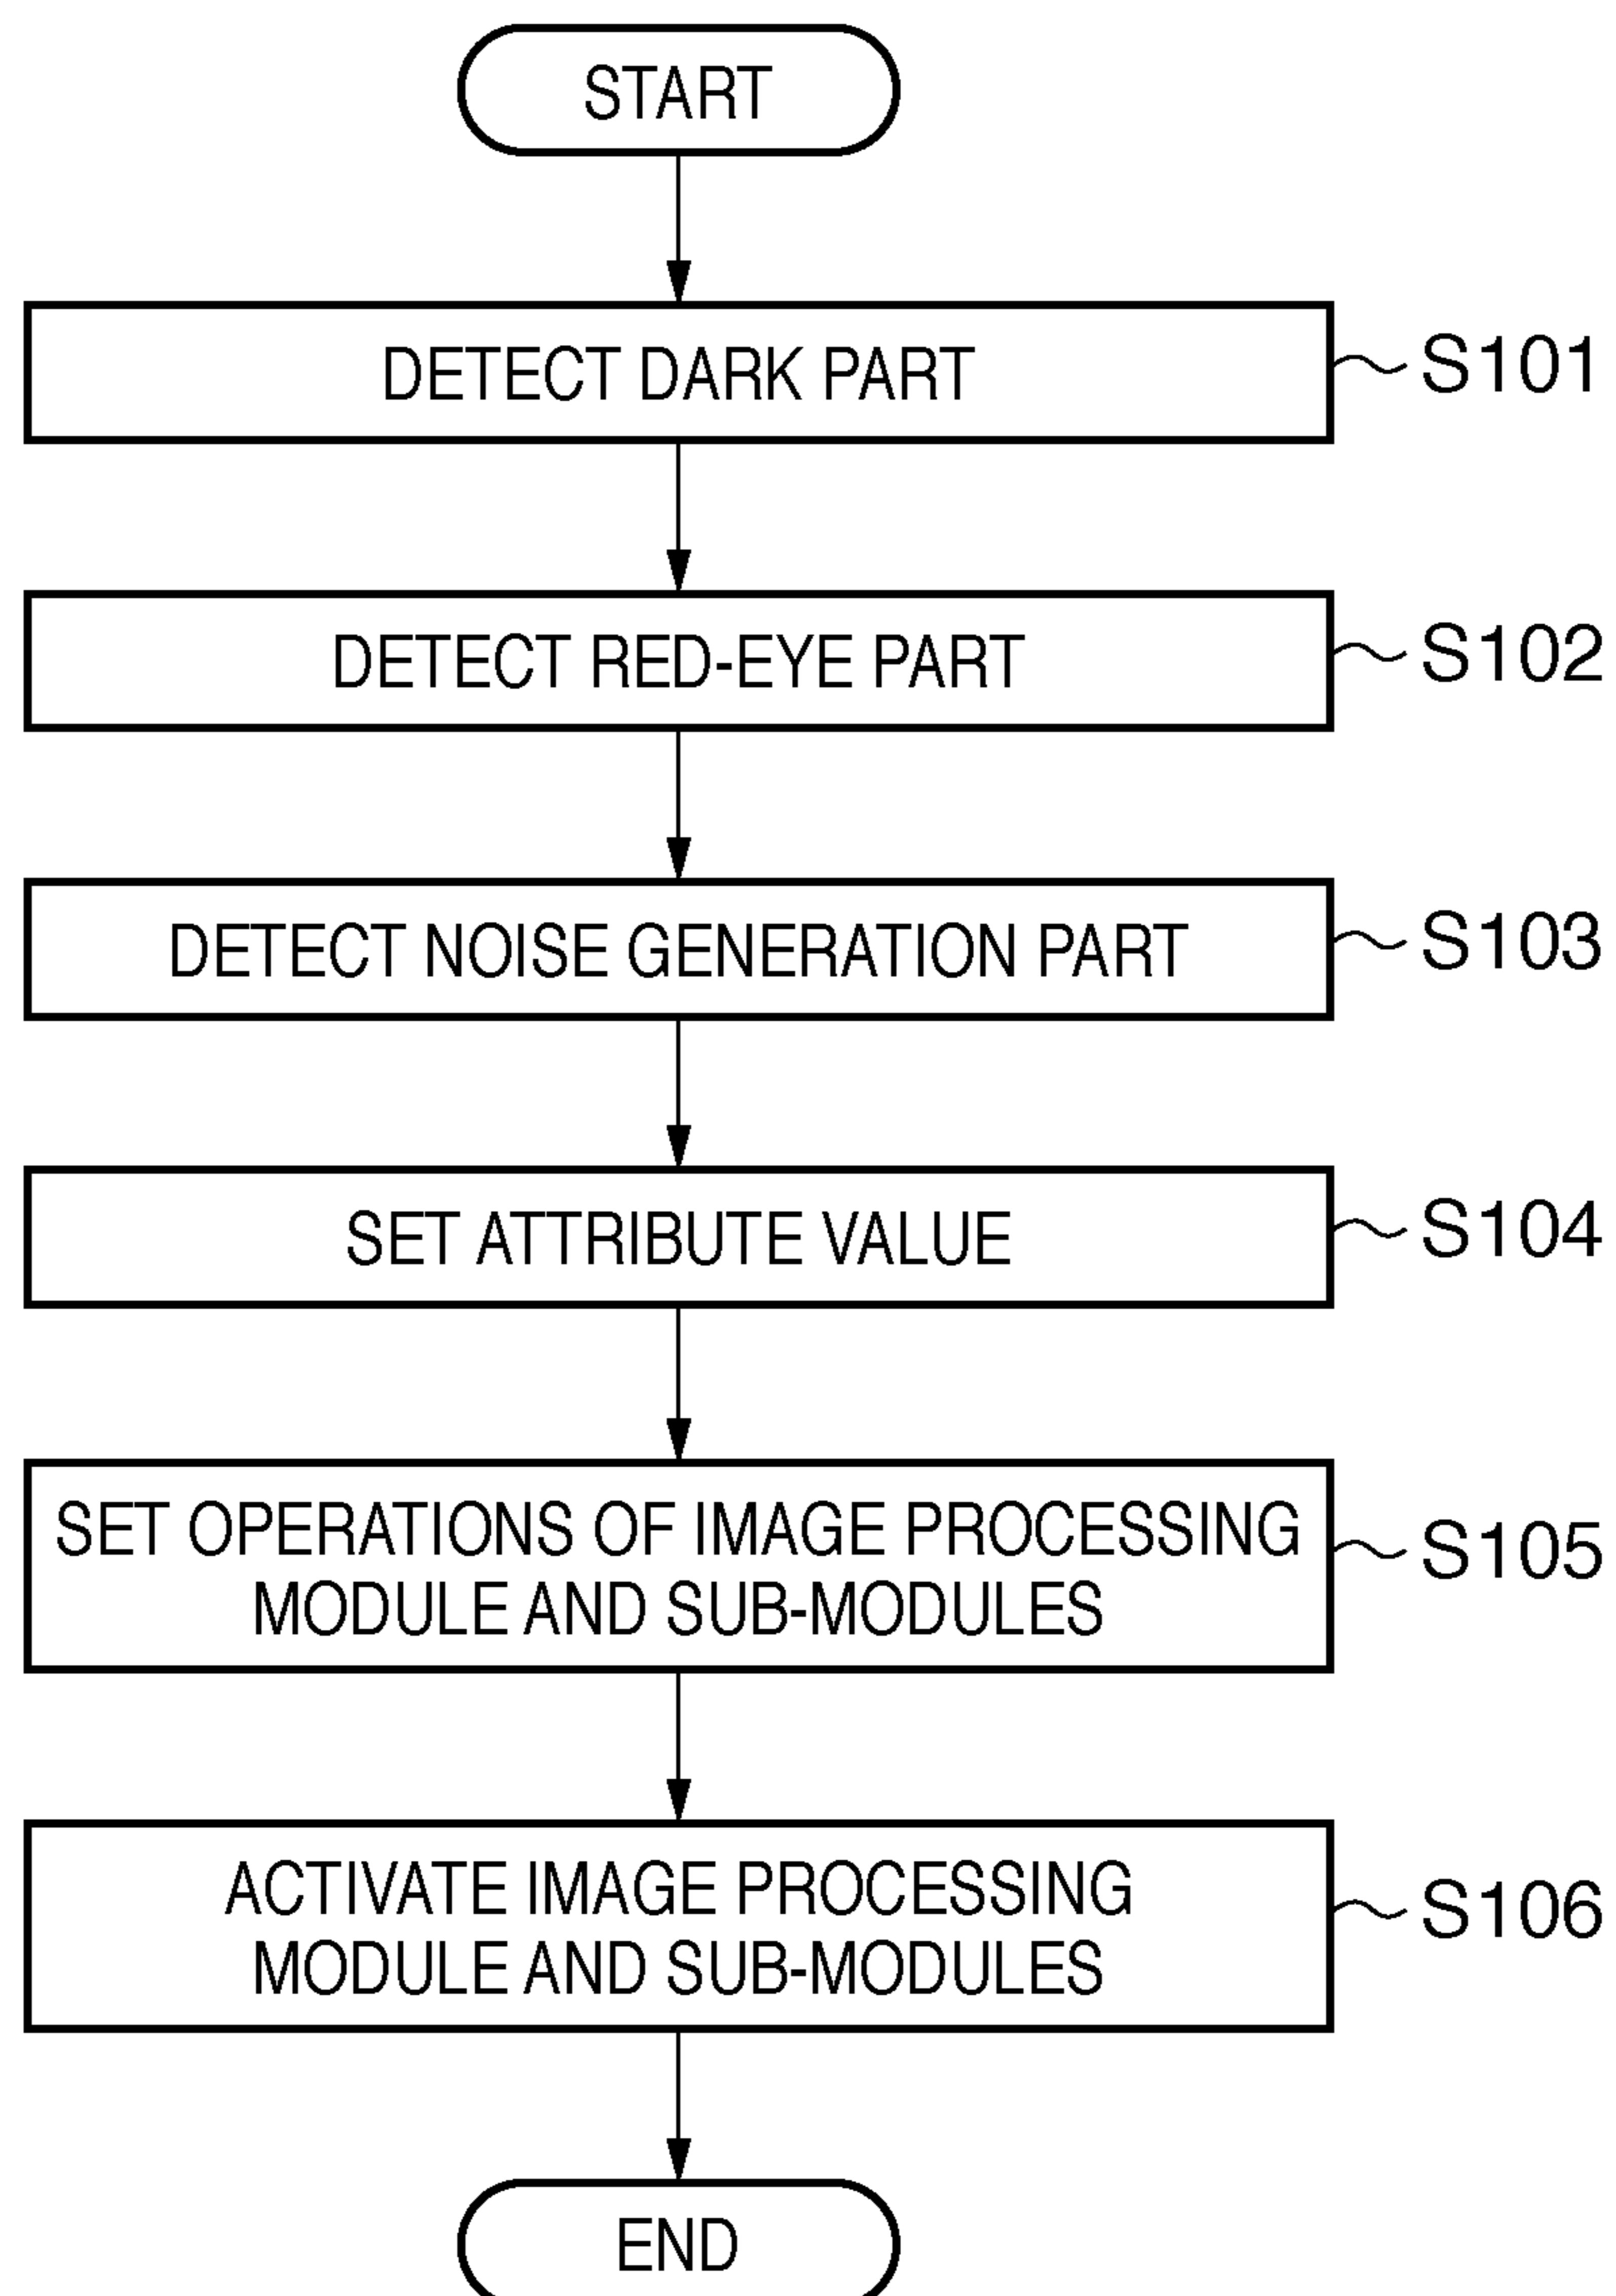 START
DETECT DARK PART
S101
DETECT RED-EYE PART
S102
DETECT NOISE GENERATION PART
S103
SET ATTRIBUTE VALUE
S104
SET OPERATIONS OF IMAGE PROCESSING
MODULE AND SUB-MODULES
S105
ACTIVATE IMAGE PROCESSING
MODULE AND SUB-MODULES
S106
END